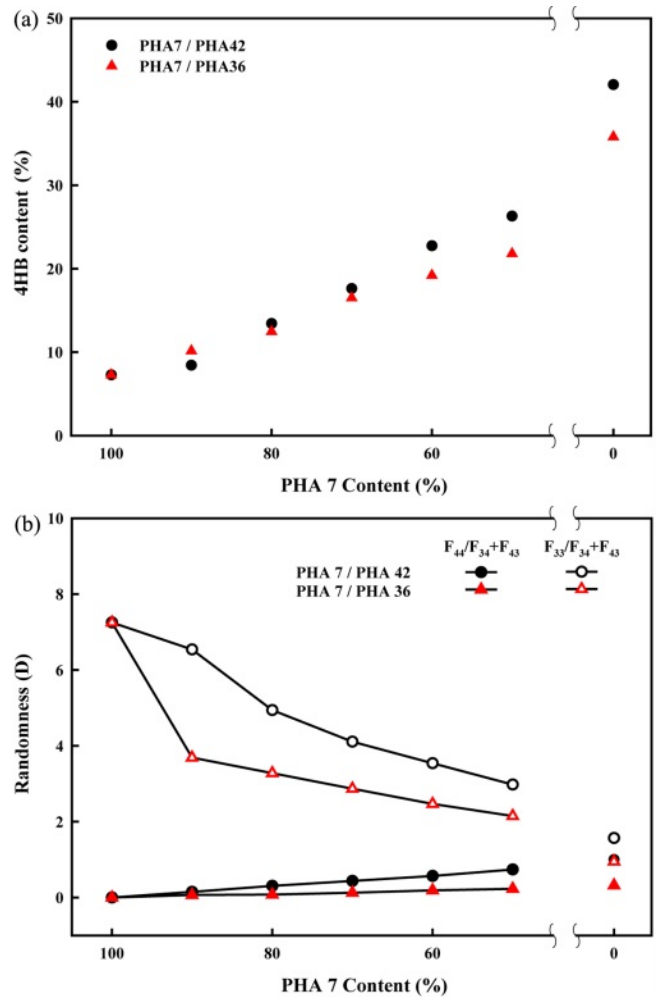 (a)
50
40
30
20
10
0
4HB content (%)
PHA7 / PHA42
PHA7 / PHA36
100
80
60
0
PHA 7 Content (%)
(b)
10
8
6
4
2
0
Randomness (D)
F44/F34+F43 F33/F34+F43
PHA 7 / PHA 42
PHA 7 / PHA 36
100
80
60
0
PHA 7 Content (%)